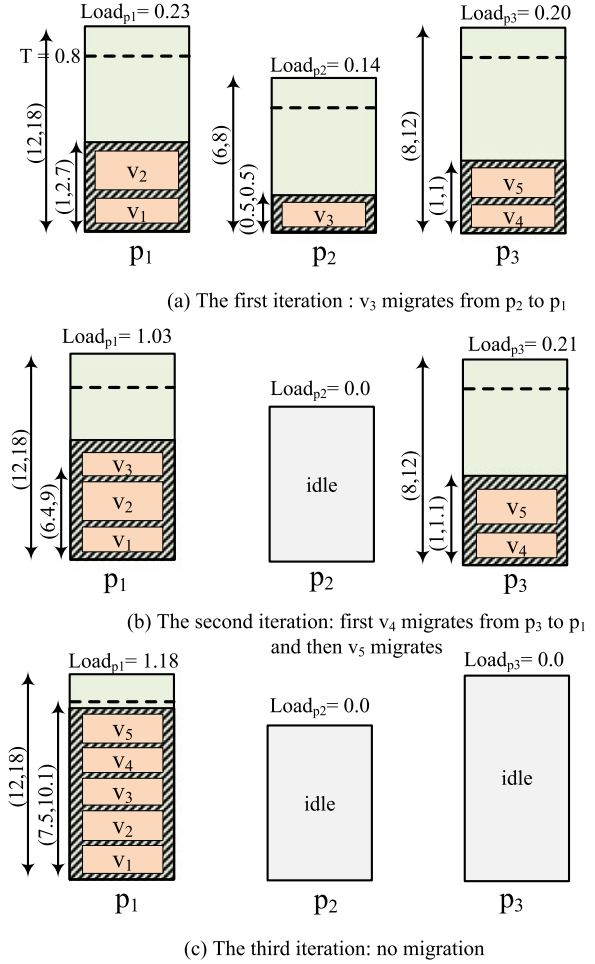 Load_p1= 0.23
Load_p2= 0.14
Load_p3= 0.20
T = 0.8
(12,18)
(1,2.7)
v2
v1
p1
(6,8)
(0.5,0.5)
v3
p2
(8,12)
(1,1)
v5
v4
p3
(a) The first iteration : v3 migrates from p2 to p1
Load_p1= 1.03
Load_p2= 0.0
Load_p3= 0.21
(12,18)
(6.4,9)
v3
v2
v1
p1
idle
p2
(8,12)
(1,1.1)
v5
v4
p3
(b) The second iteration: first v4 migrates from p3 to p1
and then v5 migrates
Load_p1= 1.18
Load_p2= 0.0
Load_p3= 0.0
(12,18)
(7.5,10.1)
v5
v4
v3
v2
v1
p1
idle
p2
idle
p3
(c) The third iteration: no migration